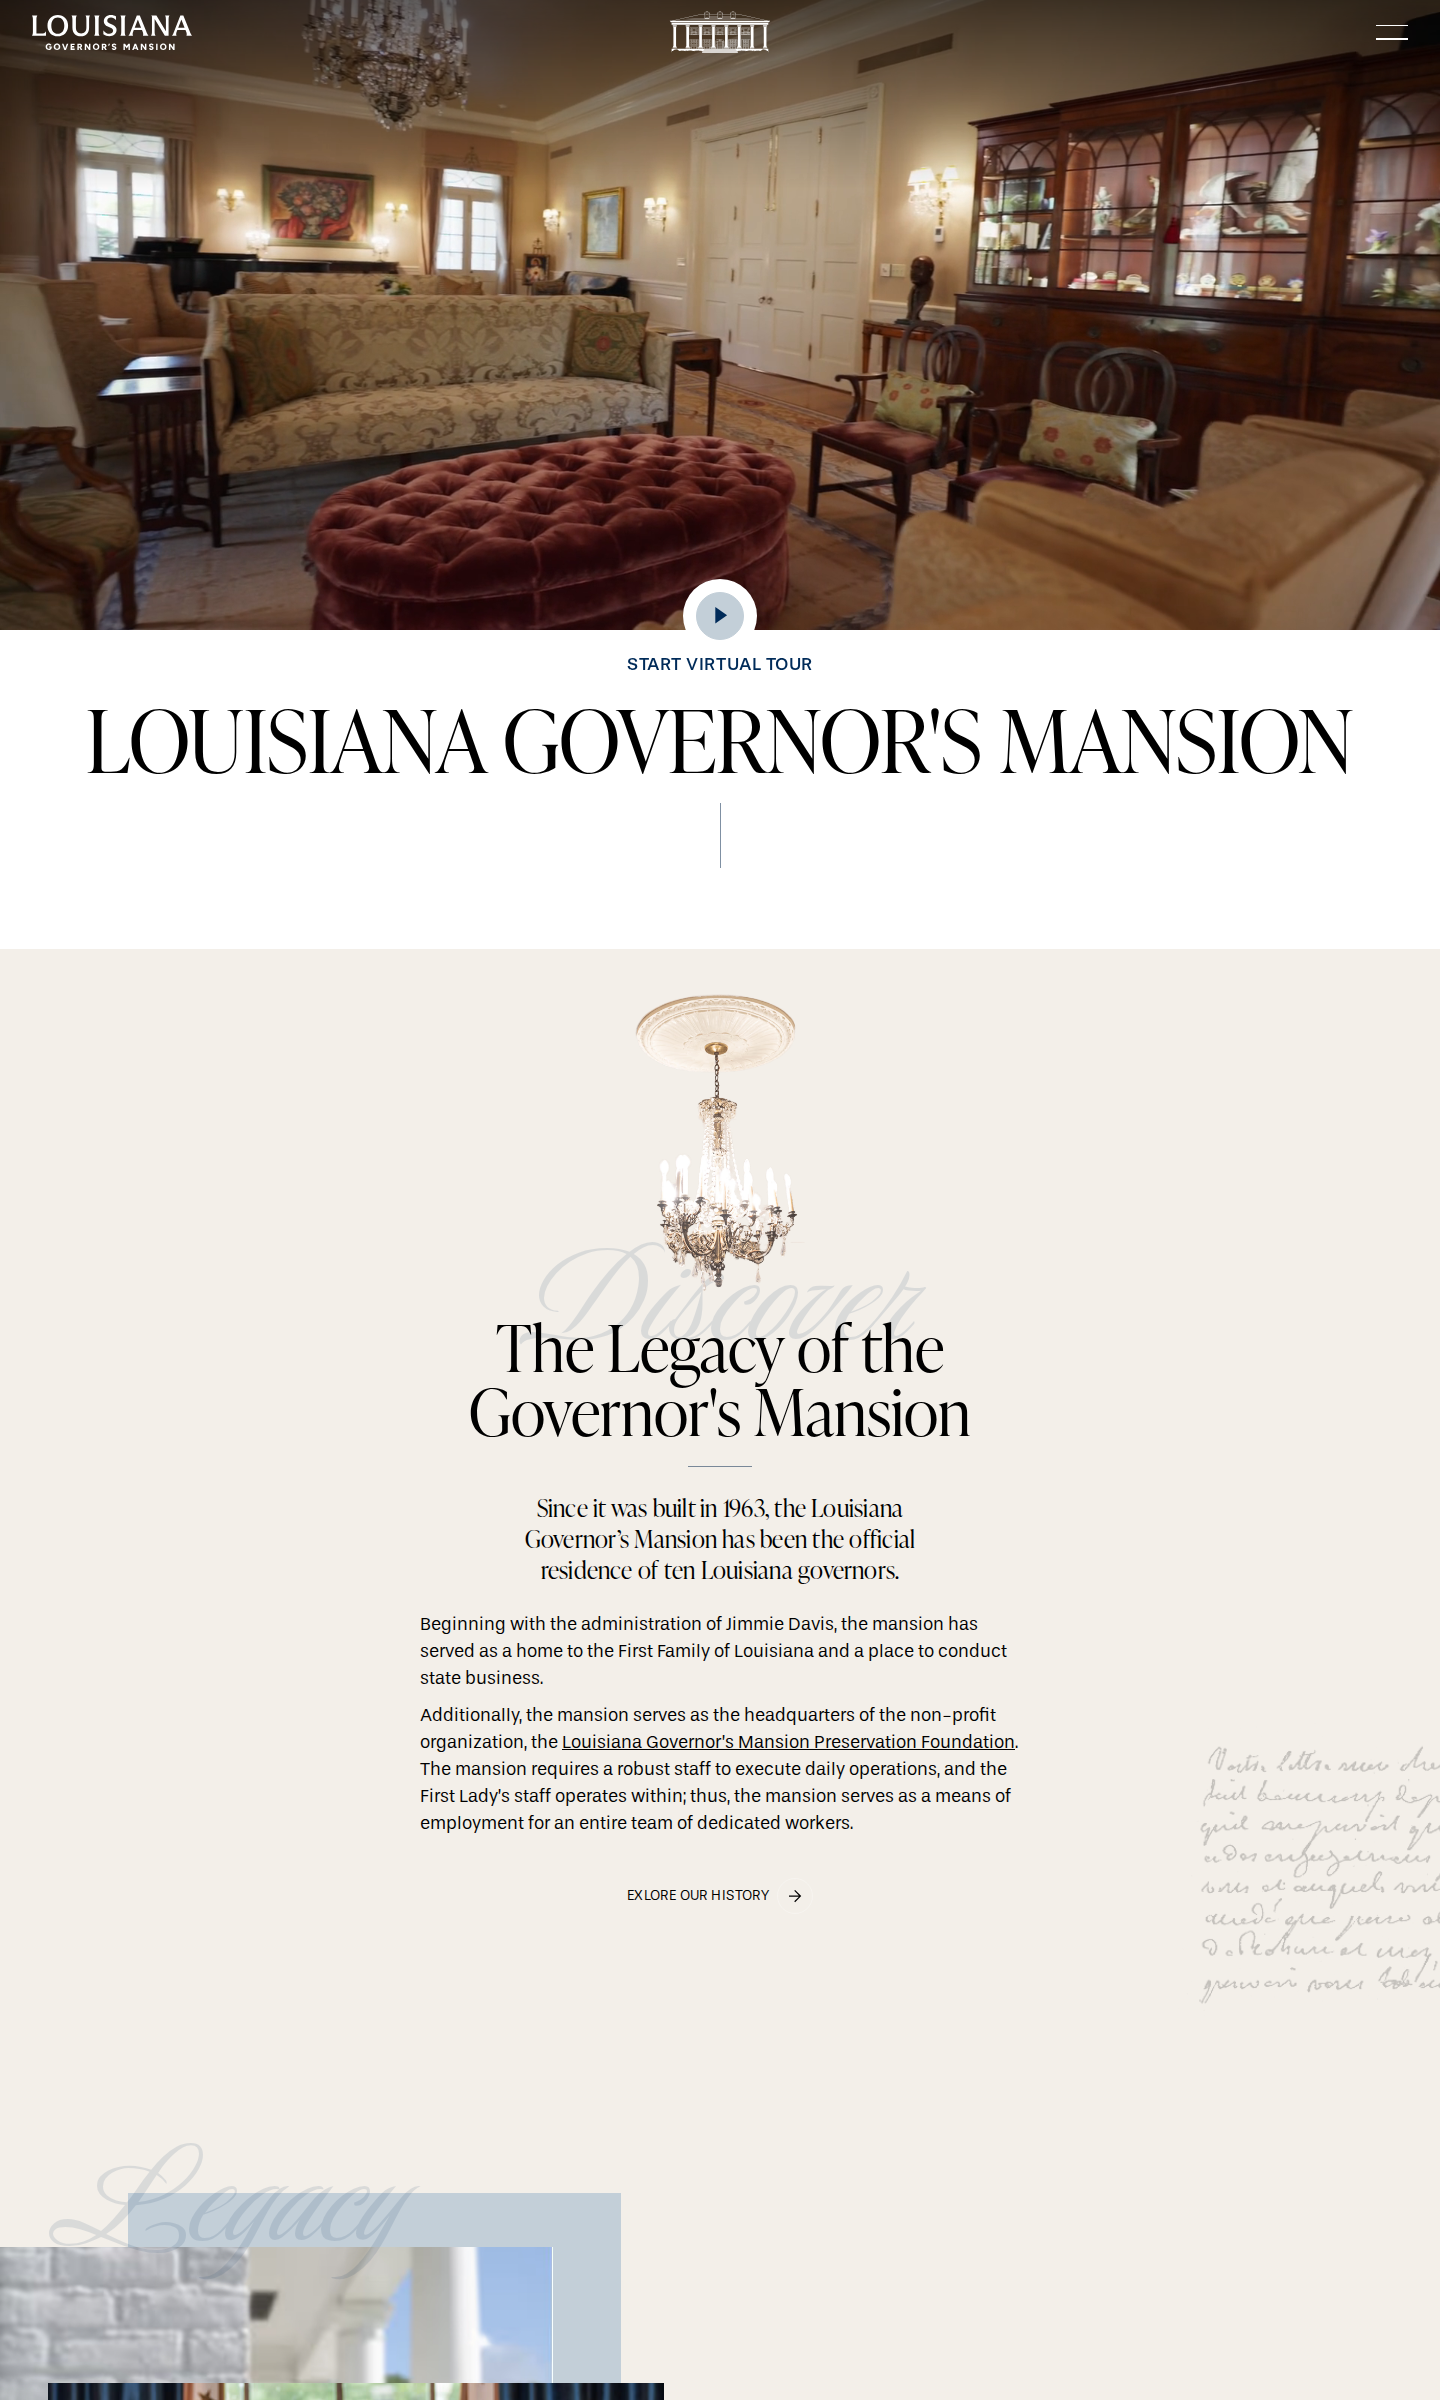 LOUISIANA
GOVERNOR'S MANSION
START VIRTUAL TOUR
LOUISIANA GOVERNOR'S MANSION
Discover
The Legacy of the
Governor's Mansion
Since it was built in 1963, the Louisiana
Governor’s Mansion has been the official
residence of ten Louisiana governors.
Beginning with the administration of Jimmie Davis, the mansion has
served as a home to the First Family of Louisiana and a place to conduct
state business.
Additionally, the mansion serves as the headquarters of the non-profit
organization, the Louisiana Governor's Mansion Preservation Foundation.
The mansion requires a robust staff to execute daily operations, and the
First Lady's staff operates within; thus, the mansion serves as a means of
employment for an entire team of dedicated workers.
EXLORE OUR HISTORY
Legacy